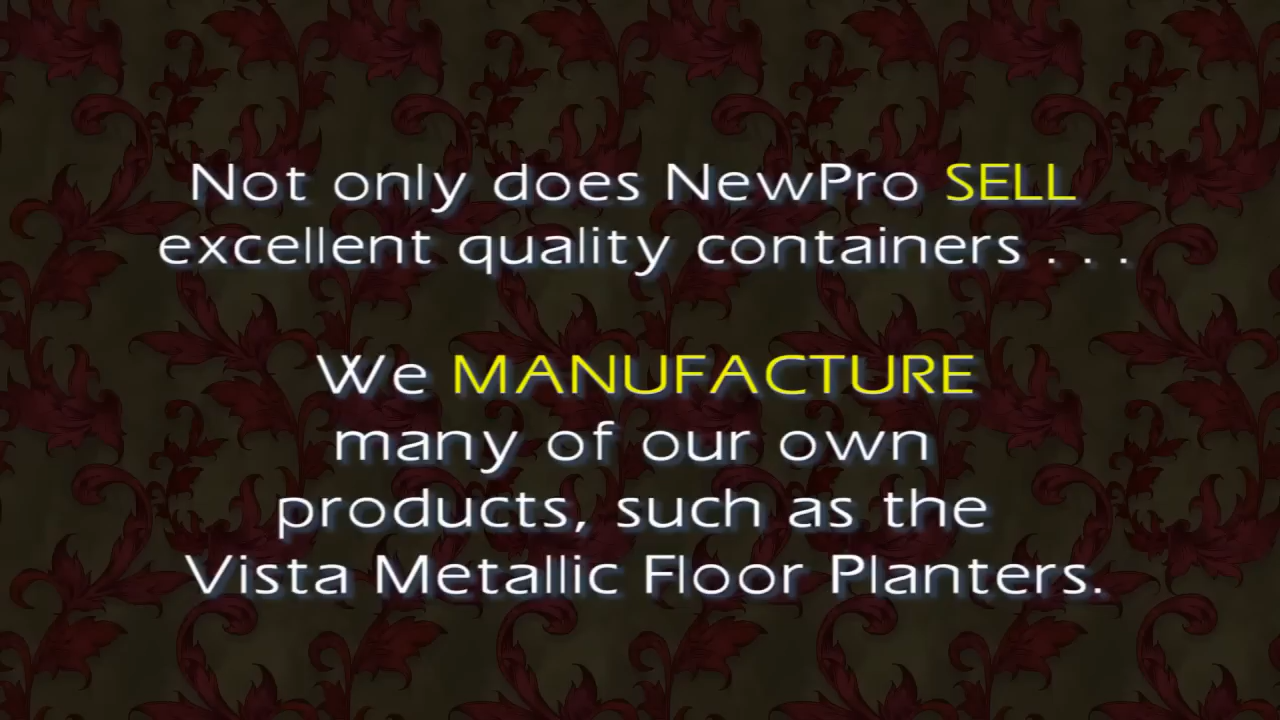 Not only does NewPro SELL
excellent quality containers . . .
We MANUFACTURE
many of our own
products, such as the
Vista Metallic Floor Planters.